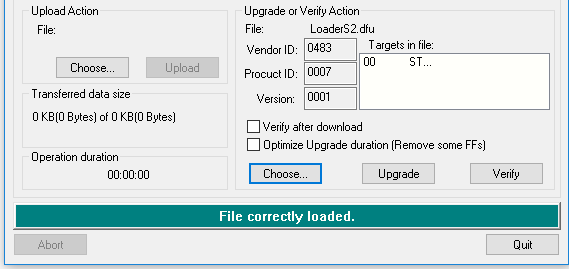 Upload Action
File:
Choose...
Upload
Transferred data size
0 KB(0 Bytes) of 0 KB(0 Bytes)
Operation duration
00:00:00
Upgrade or Verify Action
File: LoaderS2.dfu
Vendor ID: 0483
Procuct ID: 0007
Version: 0001
Targets in file:
00 ST...
Verify after download
Optimize Upgrade duration (Remove some FFs)
Choose...
Upgrade
Verify
File correctly loaded.
Abort
Quit